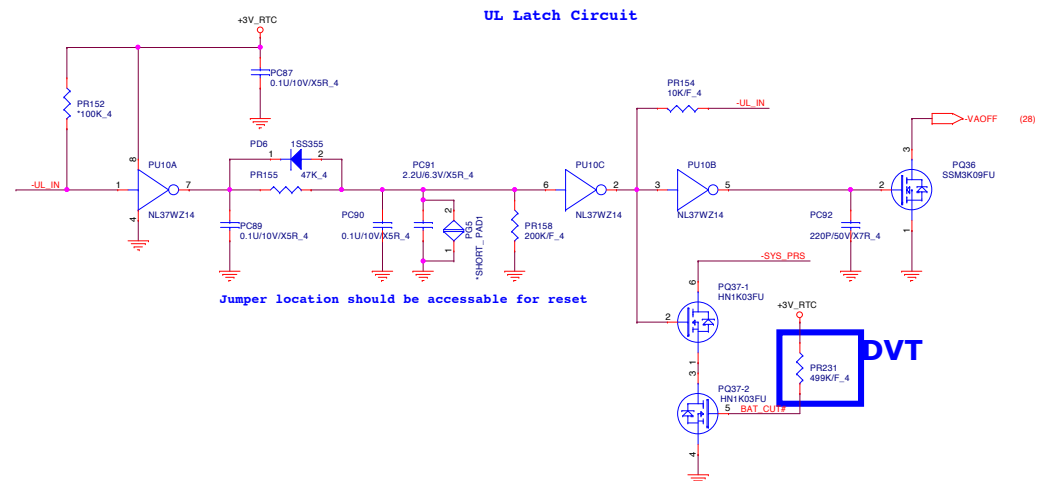 UL Latch Circuit
+3V_RTC
PC87
0.1U/10V/X5R_4
PR152
*100K_4
PR154
10K/F_4
-UL_IN
-VAOFF
(28)
PD6
1SS355
1
2
8
PU10A
PR155
47K_4
PC91
2.2U/6.3V/X5R_4
PU10C
PU10B
3
PQ36
SSM3K09FU
-UL_IN
1
7
6
2
3
5
2
4
NL37WZ14
NL37WZ14
NL37WZ14
PC89
0.1U/10V/X5R_4
PC90
0.1U/10V/X5R_4
2
1
PG5
*SHORT_ PAD1
PR158
200K/F_4
PC92
220P/50V/X7R_4
1
-SYS_PRS
Jumper location should be accessable for reset
6
PQ37-1
HN1K03FU
2
1
+3V_RTC
DVT
PR231
499K/F_4
3
PQ37-2
HN1K03FU
5
BAT_CUT#
4